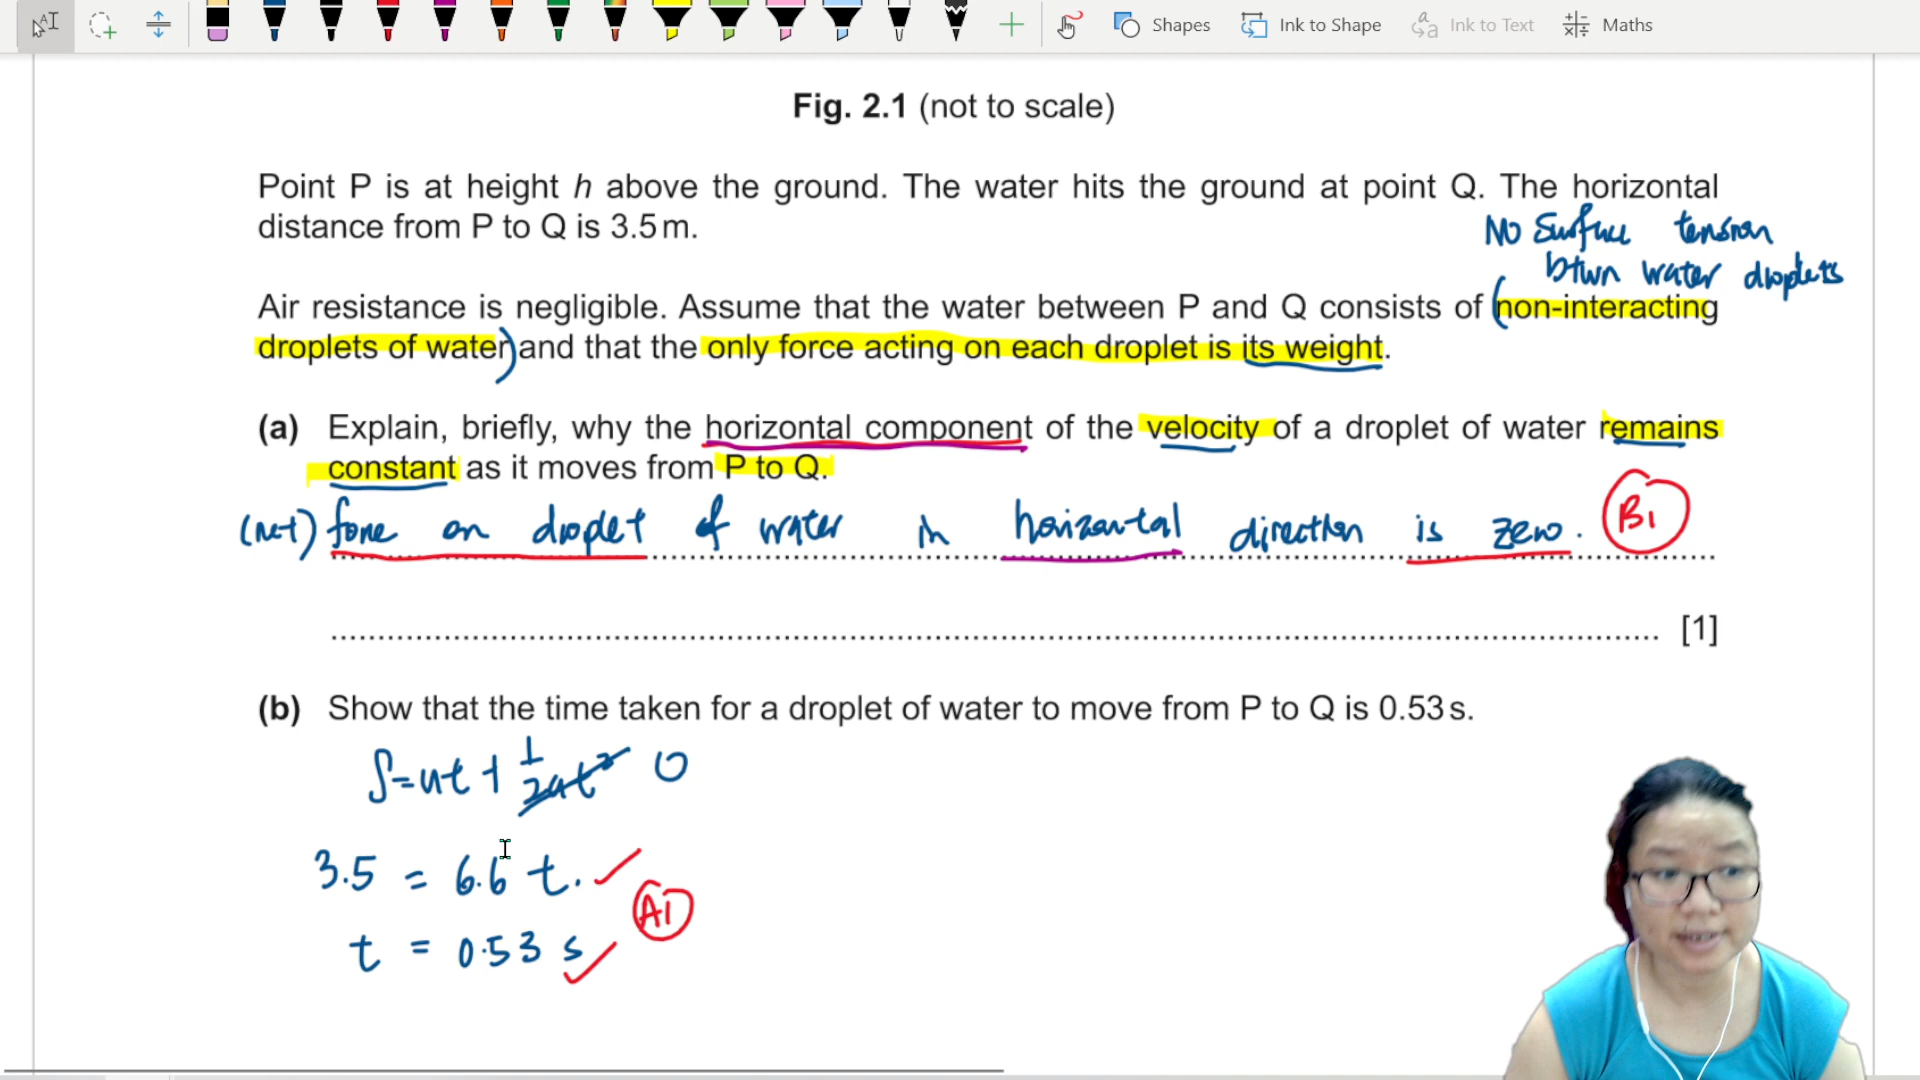 Shapes Ink to Shape Ink to Text Maths
Fig. 2.1 (not to scale)
Point P is at height h above the ground. The water hits the ground at point Q. The horizontal
distance from P to Q is 3.5 m.
No Surface tension
btwn water droplets
Air resistance is negligible. Assume that the water between P and Q consists of (non-interacting
droplets of water) and that the only force acting on each droplet is its weight.
(a) Explain, briefly, why the horizontal component of the velocity of a droplet of water remains
constant as it moves from P to Q.
(net) force on droplet of water in horizontal direction is zero. B1
[1]
(b) Show that the time taken for a droplet of water to move from P to Q is 0.53 s.
S = ut + 1/2at² 0
3.5 = 6.6 t. ✓
A1
t = 0.53 s ✓